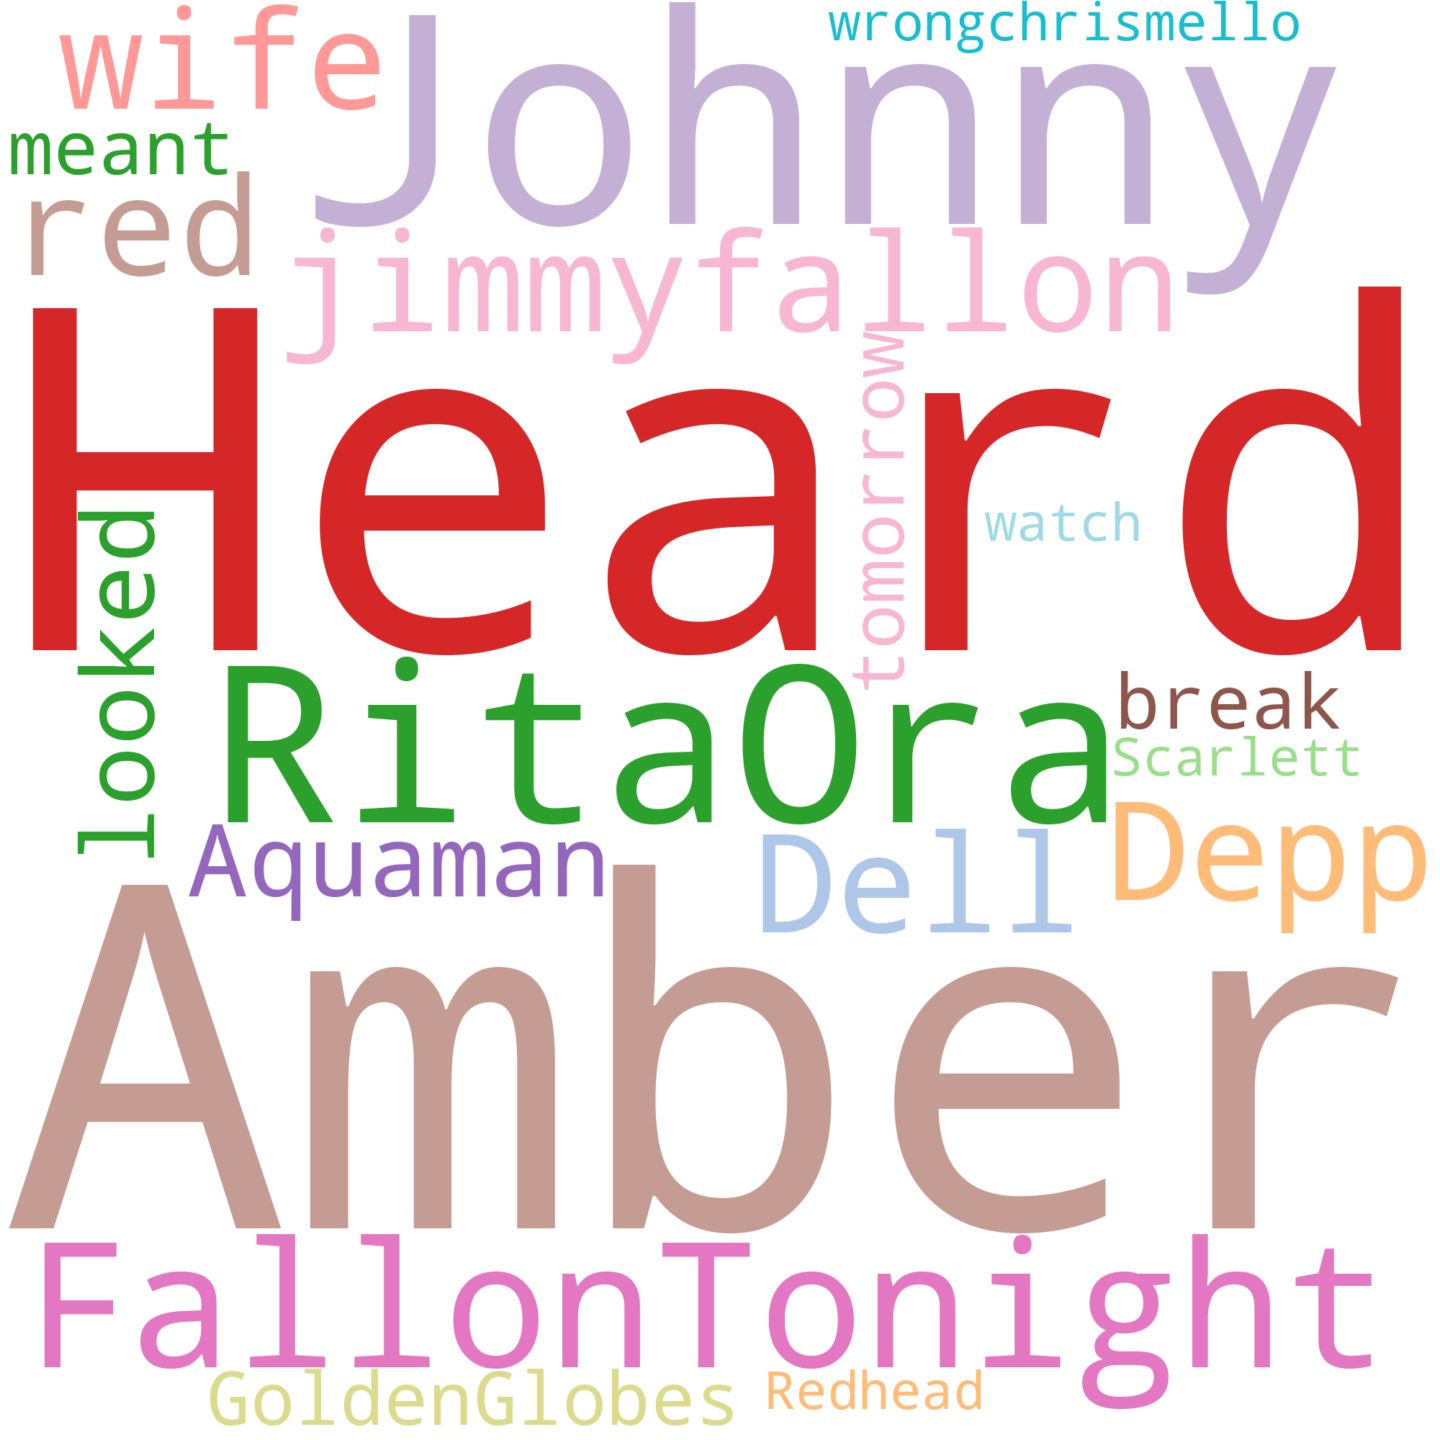 wrongchrismello
wife
Johnny
meant
red
jimmyfallon
Heard
tomorrow
watch
looked
RitaOra
break
Scarlett
Aquaman
Dell
Depp
Amber
FallonTonight
GoldenGlobes
Redhead